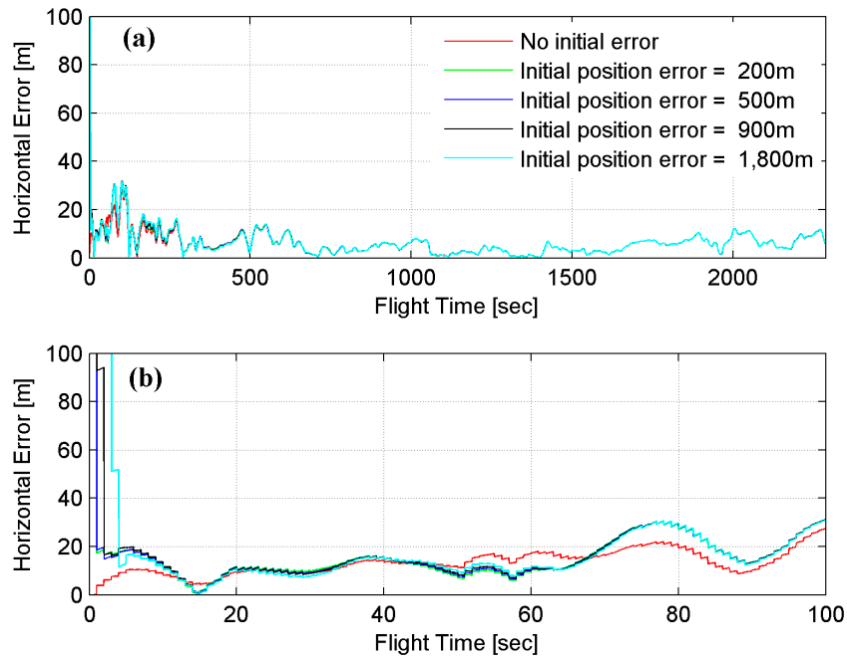 100
80
60
40
20
0
Horizontal Error [m]
(a)
No initial error
Initial position error =  200m
Initial position error =  500m
Initial position error =  900m
Initial position error =  1,800m
0 500 1000 1500 2000
Flight Time [sec]
100
80
60
40
20
0
Horizontal Error [m]
(b)
0 20 40 60 80 100
Flight Time [sec]